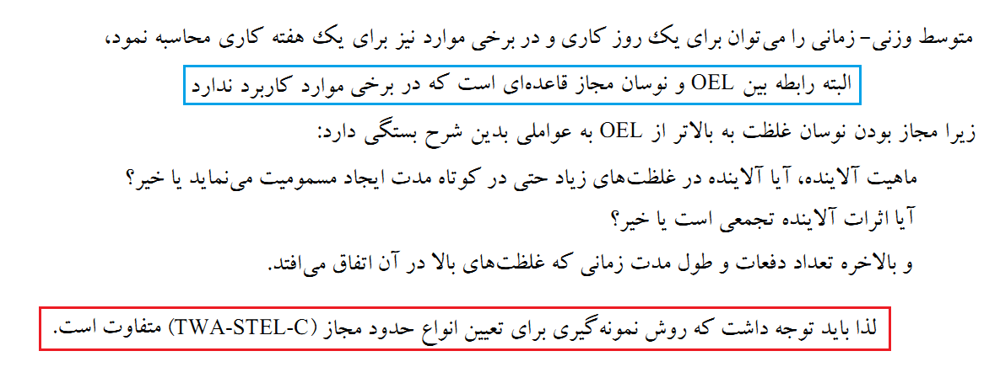 متوسط وزنی– زمانی را می‌توان برای یک روز کاری و در برخی موارد نیز برای یک هفته کاری محاسبه نمود،
البته رابطه بین OEL و نوسان مجاز قاعده‌ای است که در برخی موارد کاربرد ندارد
زیرا مجاز بودن نوسان غلظت به بالاتر از OEL به عواملی بدین شرح بستگی دارد:
ماهیت آلاینده، آیا آلاینده در غلظت‌های زیاد حتی در کوتاه مدت ایجاد مسمومیت می‌نماید یا خیر؟
آیا اثرات آلاینده تجمعی است یا خیر؟
و بالاخره تعداد دفعات و طول مدت زمانی که غلظت‌های بالا در آن اتفاق می‌افتد.
لذا باید توجه داشت که روش نمونه‌گیری برای تعیین انواع حدود مجاز (TWA-STEL-C) متفاوت است.